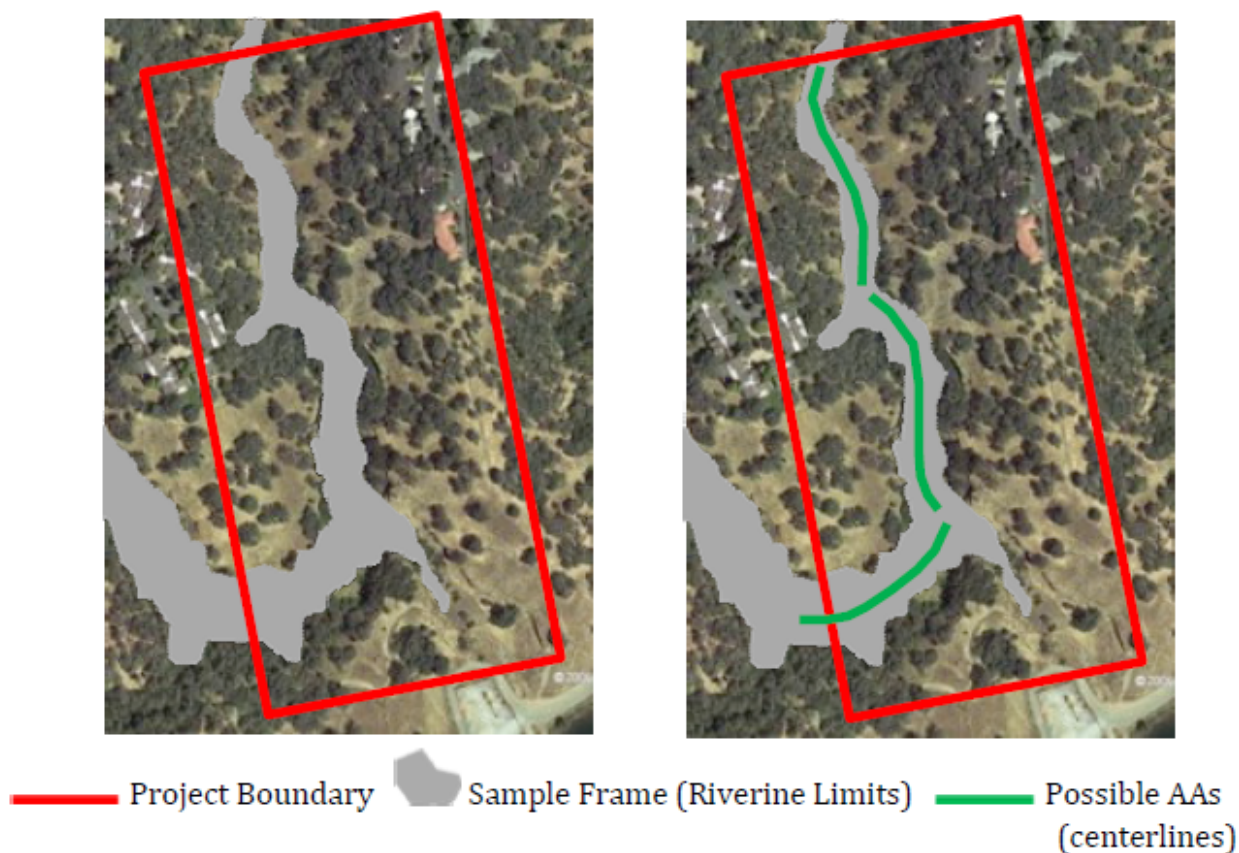 Project Boundary
Sample Frame (Riverine Limits)
Possible AAs
(centerlines)